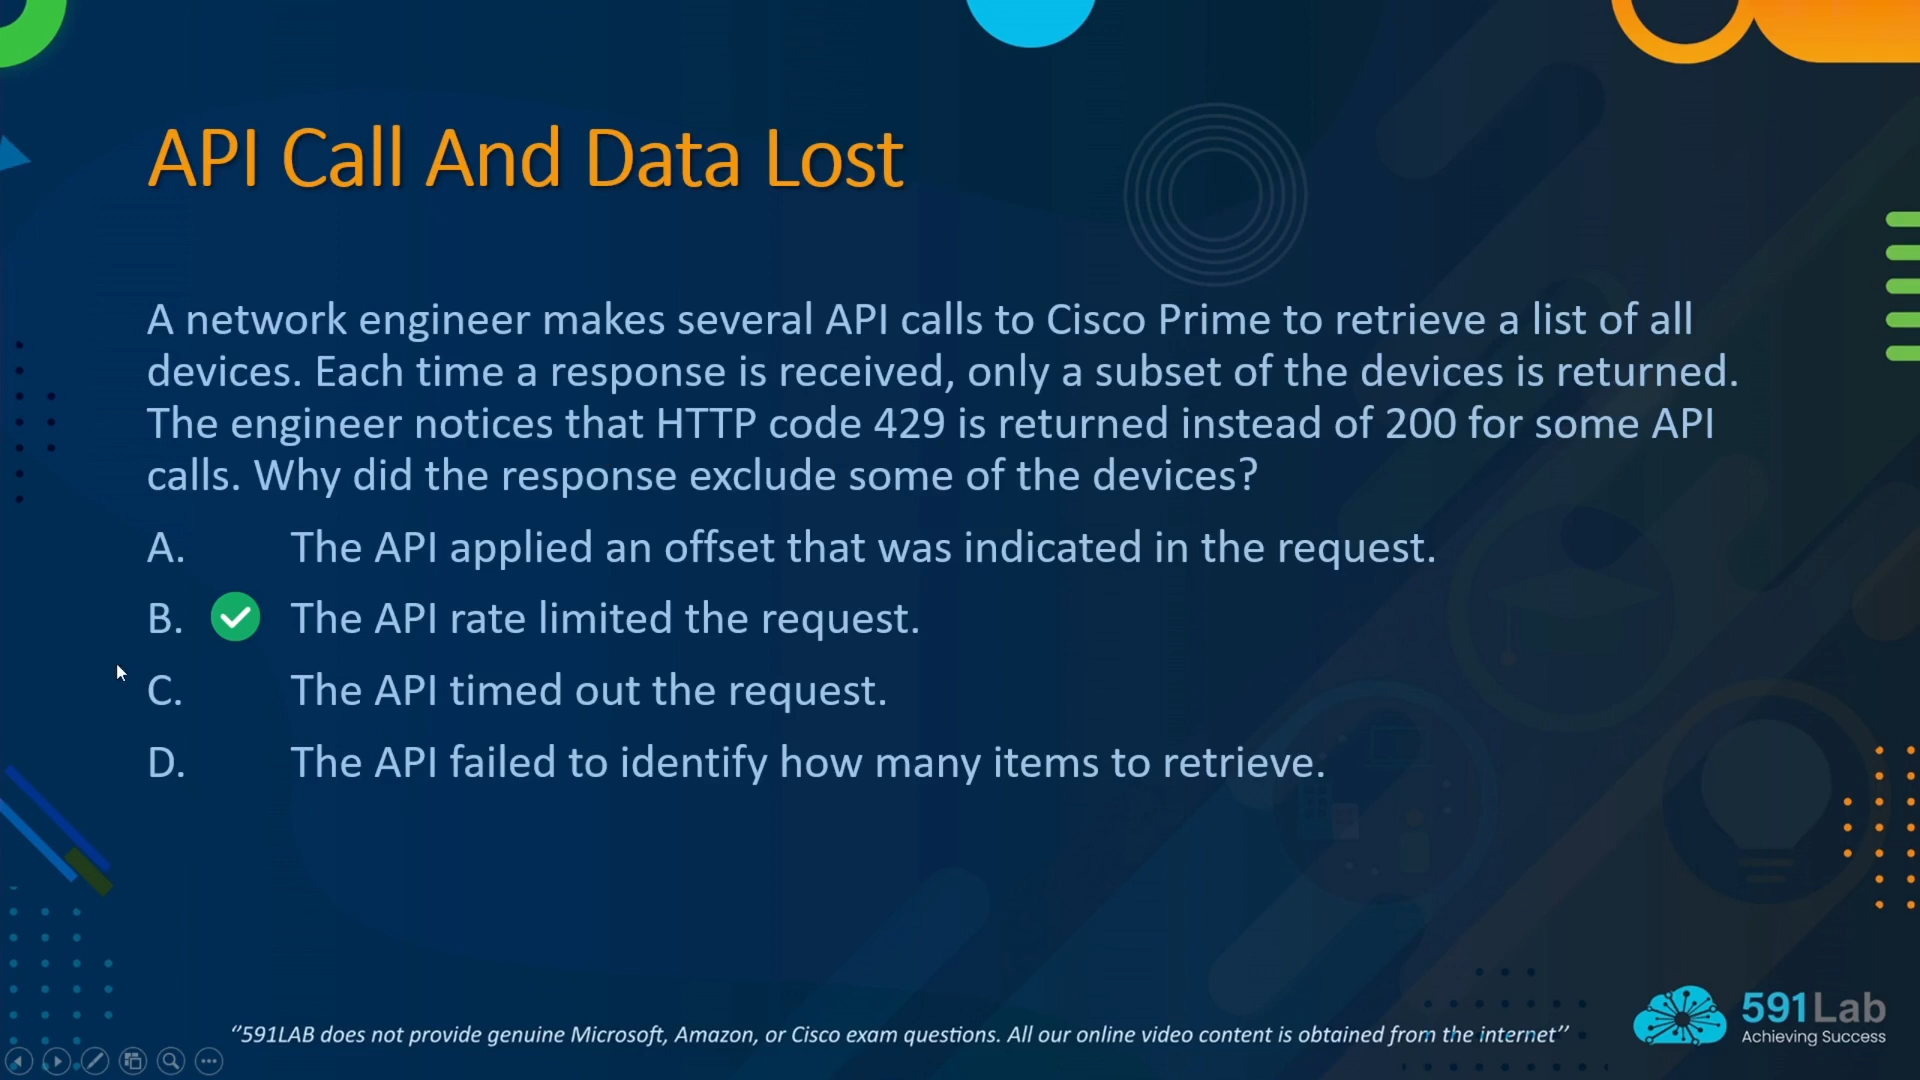 API Call And Data Lost
A network engineer makes several API calls to Cisco Prime to retrieve a list of all
devices. Each time a response is received, only a subset of the devices is returned.
The engineer notices that HTTP code 429 is returned instead of 200 for some API
calls. Why did the response exclude some of the devices?
A. The API applied an offset that was indicated in the request.
B. The API rate limited the request.
C. The API timed out the request.
D. The API failed to identify how many items to retrieve.
‘’591LAB does not provide genuine Microsoft, Amazon, or Cisco exam questions. All our online video content is obtained from the internet’’
591Lab
Achieving Success